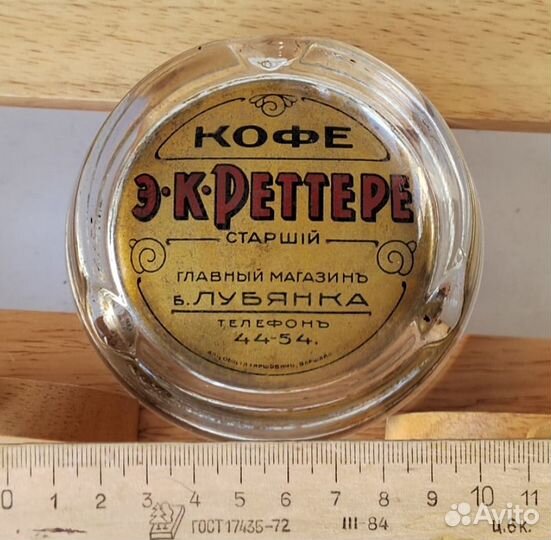 КОФЕ
Э·К·РЕТТЕРЕ
СТАРШІЙ
ГЛАВНЫЙ МАГАЗИНЪ
Б. ЛУБЯНКА
ТЕЛЕФОНЪ
44-54.
0 1 2 3 4 5 6 7 8 9 10 11
ГОСТ 17435-72 III-84 ц.8к.
Avito